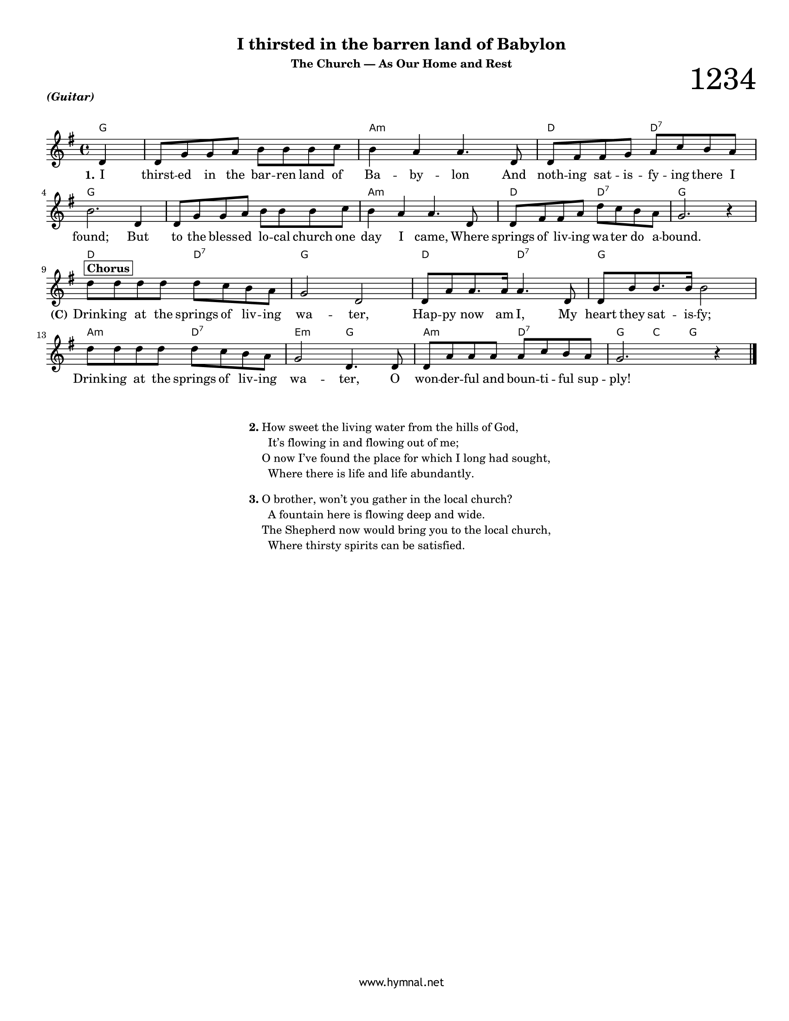 I thirsted in the barren land of Babylon
The Church — As Our Home and Rest
1234
(Guitar)
G Am D D7
1. I thirst-ed in the bar-ren land of Ba - by - lon And noth-ing sat - is - fy - ing there I
4
G Am D D7 G
found; But to the blessed lo-cal church one day I came, Where springs of liv-ing wa ter do a-bound.
9
D D7 G D D7 G
Chorus
(C) Drinking at the springs of liv-ing wa - ter, Hap-py now am I, My heart they sat - is-fy;
13
Am D7 Em G Am D7 G C G
Drinking at the springs of liv-ing wa - ter, O won-der-ful and boun-ti - ful sup - ply!
2. How sweet the living water from the hills of God,
It's flowing in and flowing out of me;
O now I've found the place for which I long had sought,
Where there is life and life abundantly.
3. O brother, won't you gather in the local church?
A fountain here is flowing deep and wide.
The Shepherd now would bring you to the local church,
Where thirsty spirits can be satisfied.
www.hymnal.net